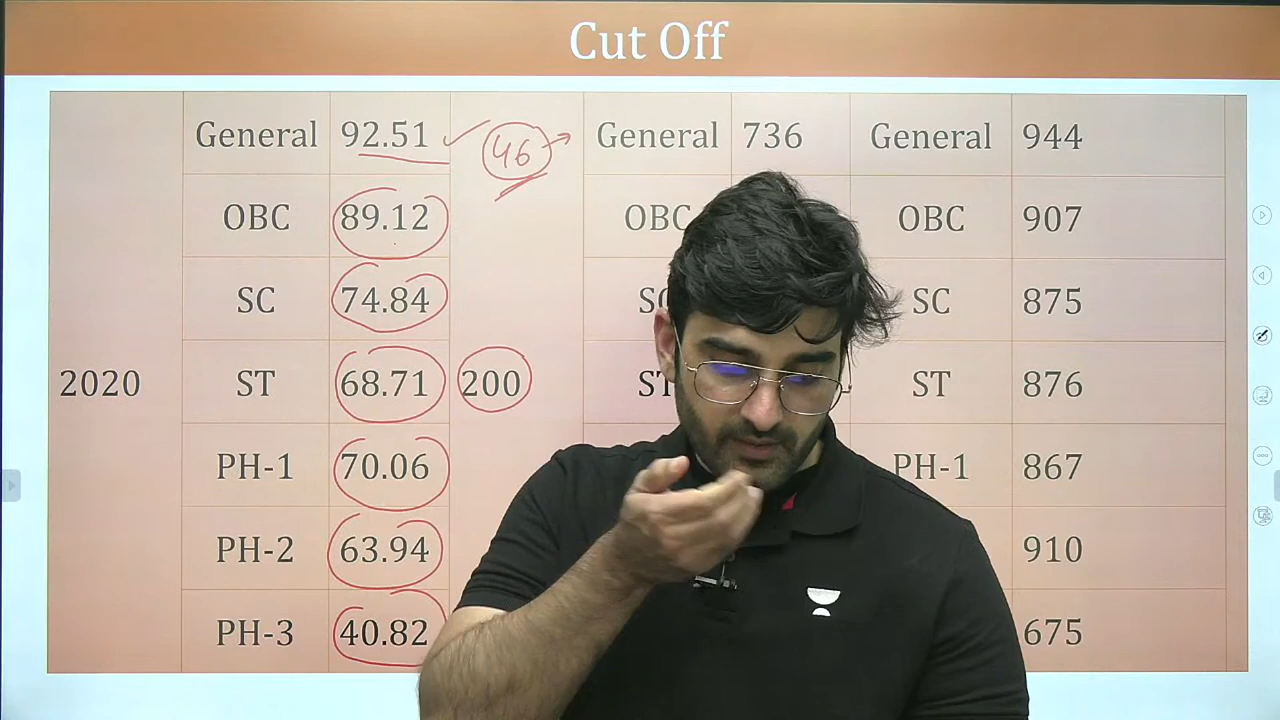 Cut Off
General 92.51 46 General 736 General 944
OBC 89.12 OBC OBC 907
SC 74.84 SC SC 875
2020 ST 68.71 200 ST ST 876
PH-1 70.06 PH-1 867
PH-2 63.94 910
PH-3 40.82 675